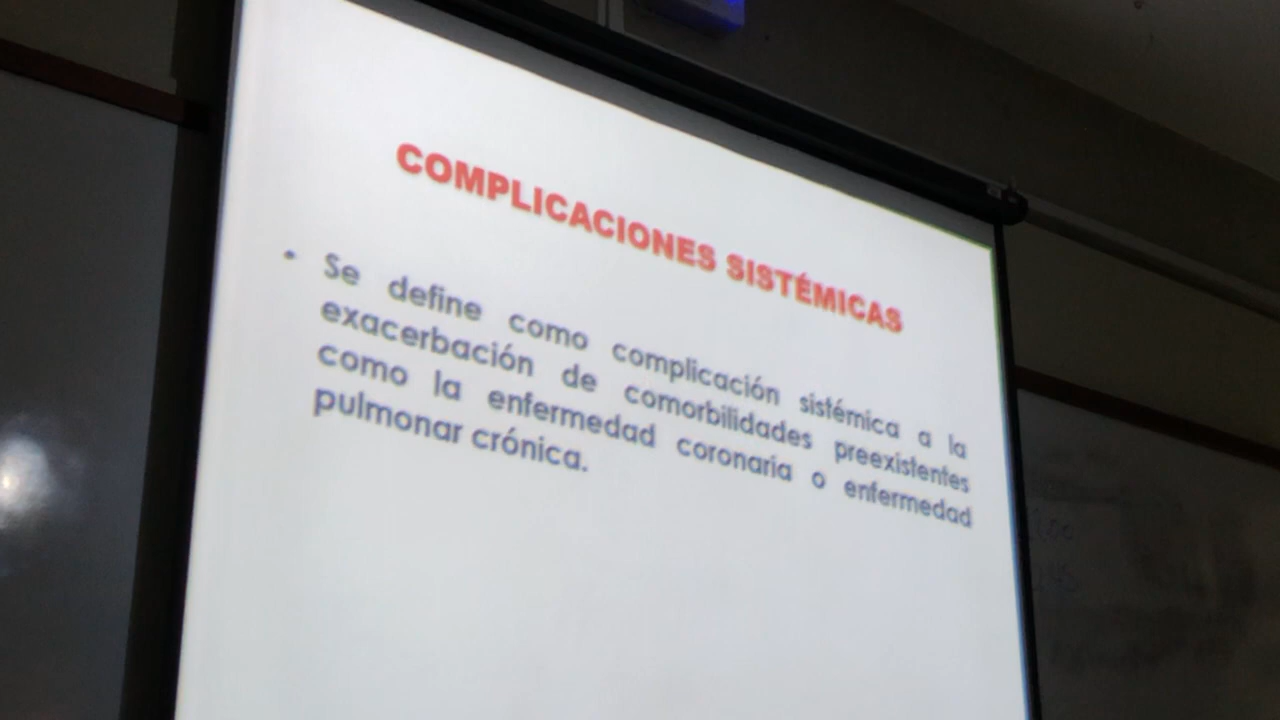 COMPLICACIONES SISTÉMICAS
• Se define como complicación sistémica a la
exacerbación de comorbilidades preexistentes
como la enfermedad coronaria o enfermedad
pulmonar crónica.